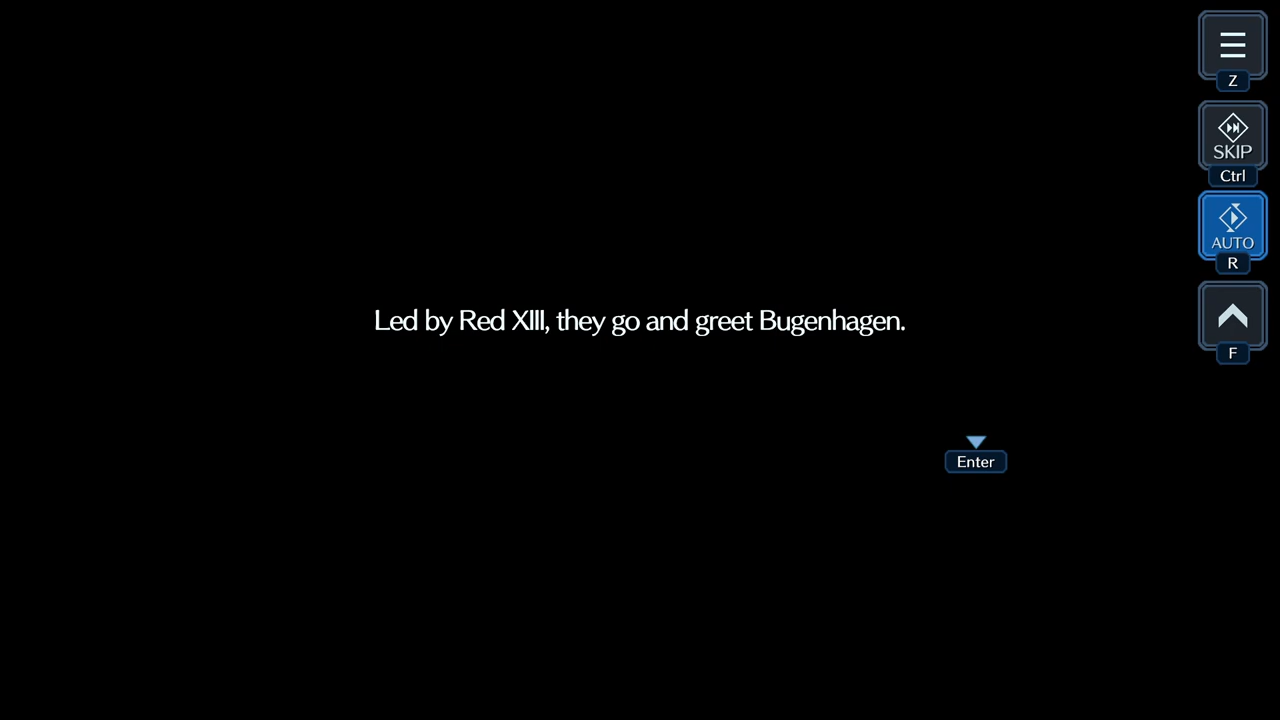 Z
SKIP
Ctrl
AUTO
R
Led by Red XIII, they go and greet Bugenhagen.
F
Enter